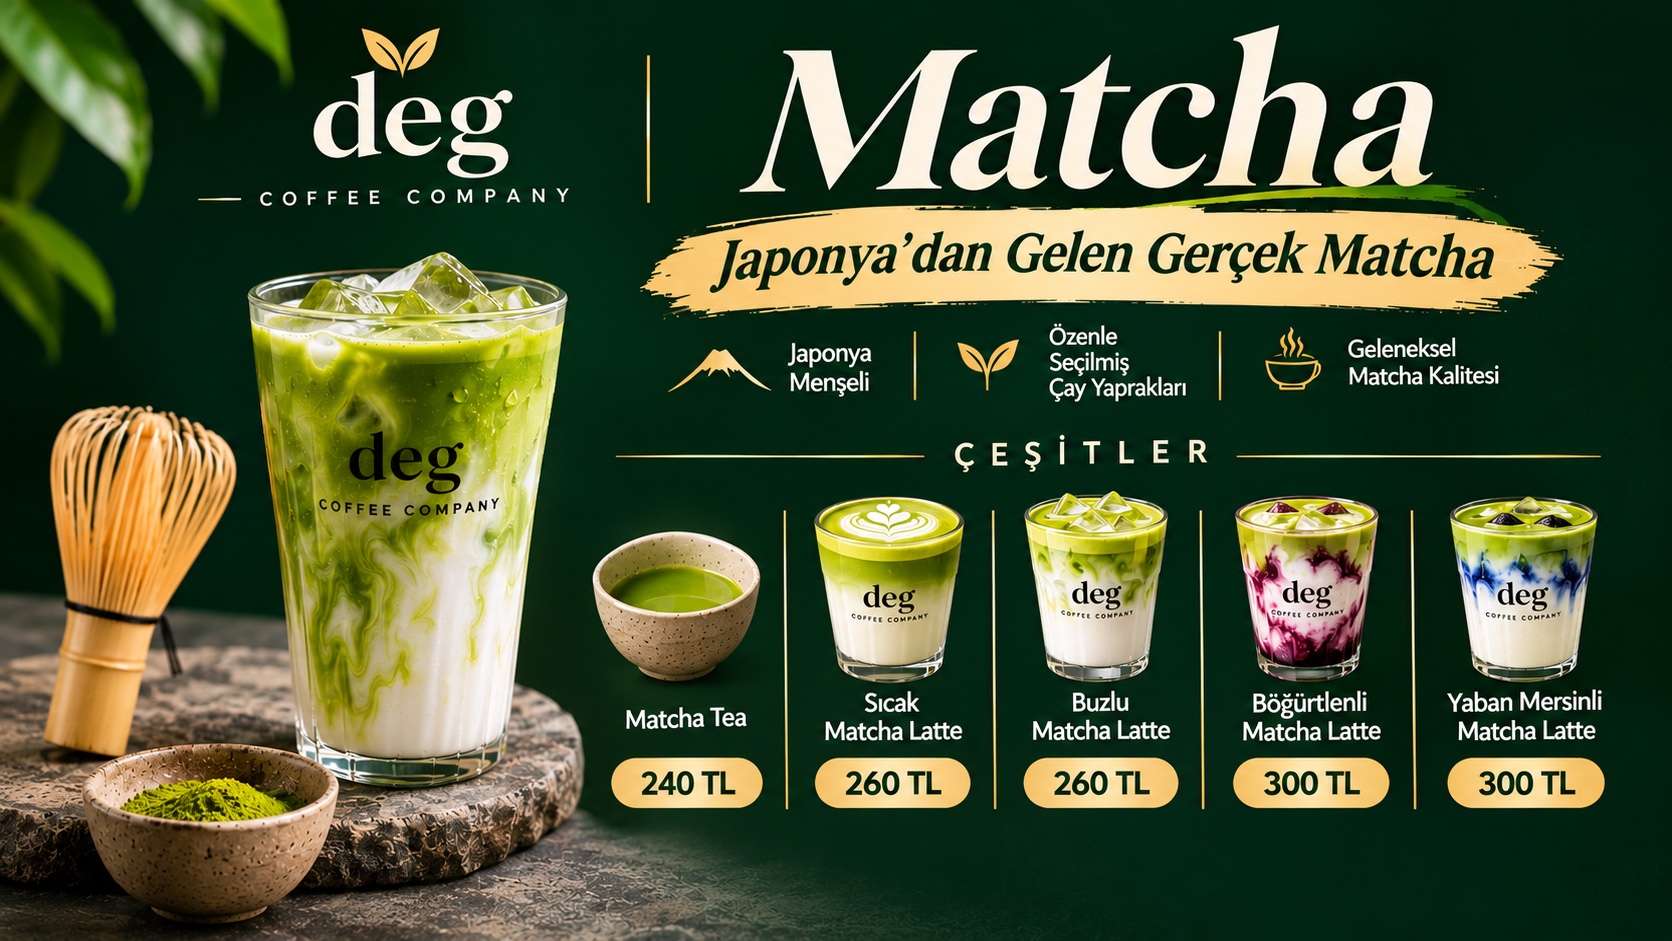 deg
COFFEE COMPANY
Matcha
Japonya'dan Gelen Gerçek Matcha
Japonya
Menşeli
Özenle
Seçilmiş
Çay Yaprakları
Geleneksel
Matcha Kalitesi
ÇEŞİTLER
deg
COFFEE COMPANY
Matcha Tea
240 TL
deg
COFFEE COMPANY
Sıcak
Matcha Latte
260 TL
deg
COFFEE COMPANY
Buzlu
Matcha Latte
260 TL
deg
COFFEE COMPANY
Böğürtlenli
Matcha Latte
300 TL
deg
COFFEE COMPANY
Yaban Mersinli
Matcha Latte
300 TL